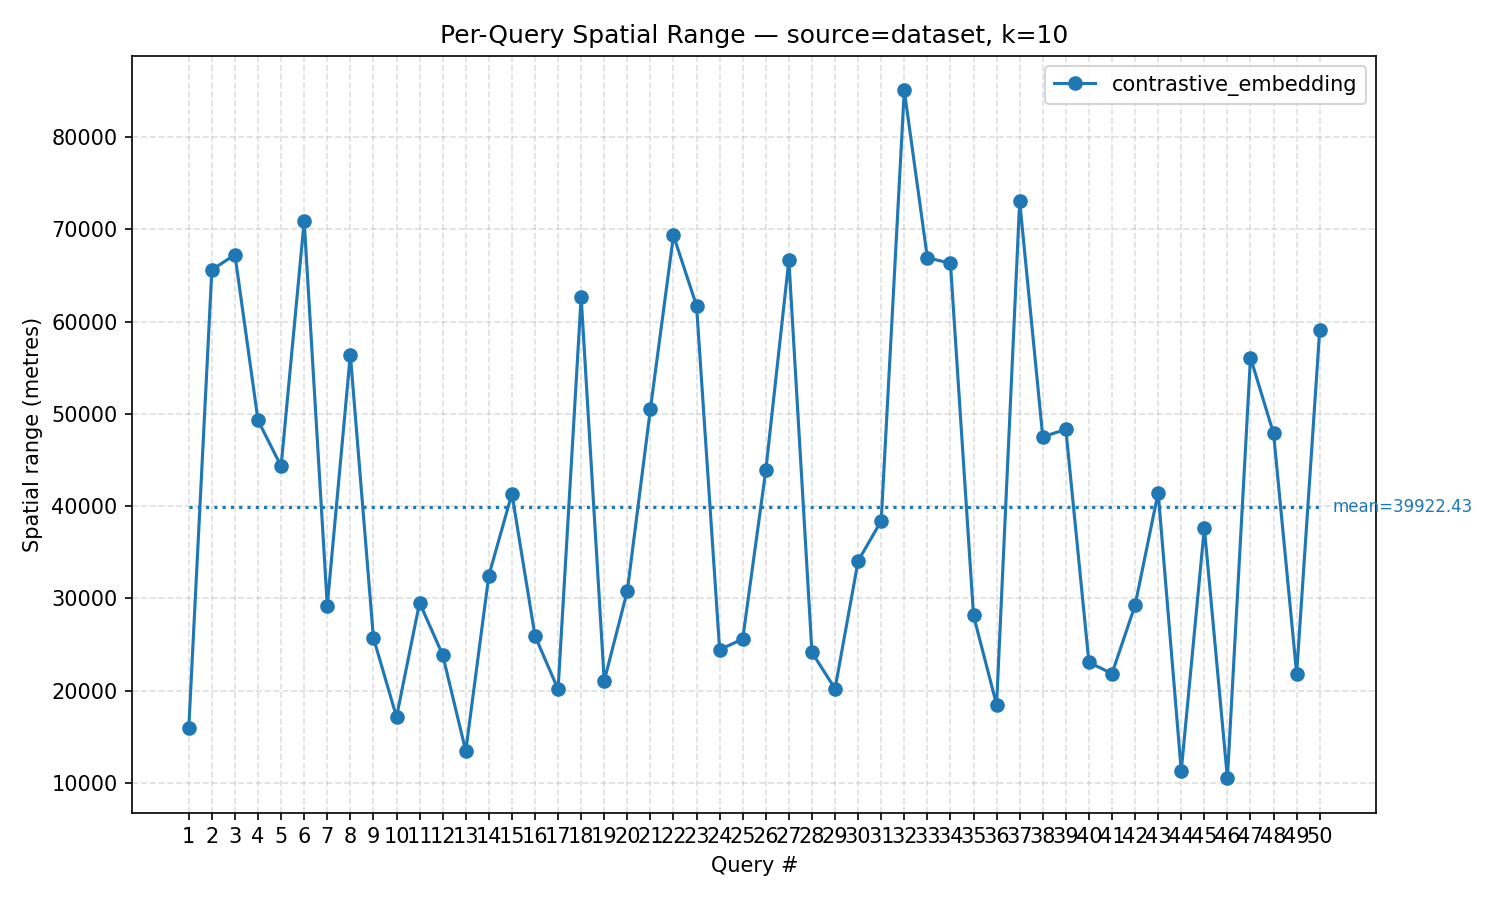 Per-Query Spatial Range — source=dataset, k=10
contrastive_embedding
Spatial range (metres)
80000
70000
60000
50000
40000
30000
20000
10000
mean=39922.43
1 2 3 4 5 6 7 8 9 10 11 12 13 14 15 16 17 18 19 20 21 22 23 24 25 26 27 28 29 30 31 32 33 34 35 36 37 38 39 40 41 42 43 44 45 46 47 48 49 50
Query #